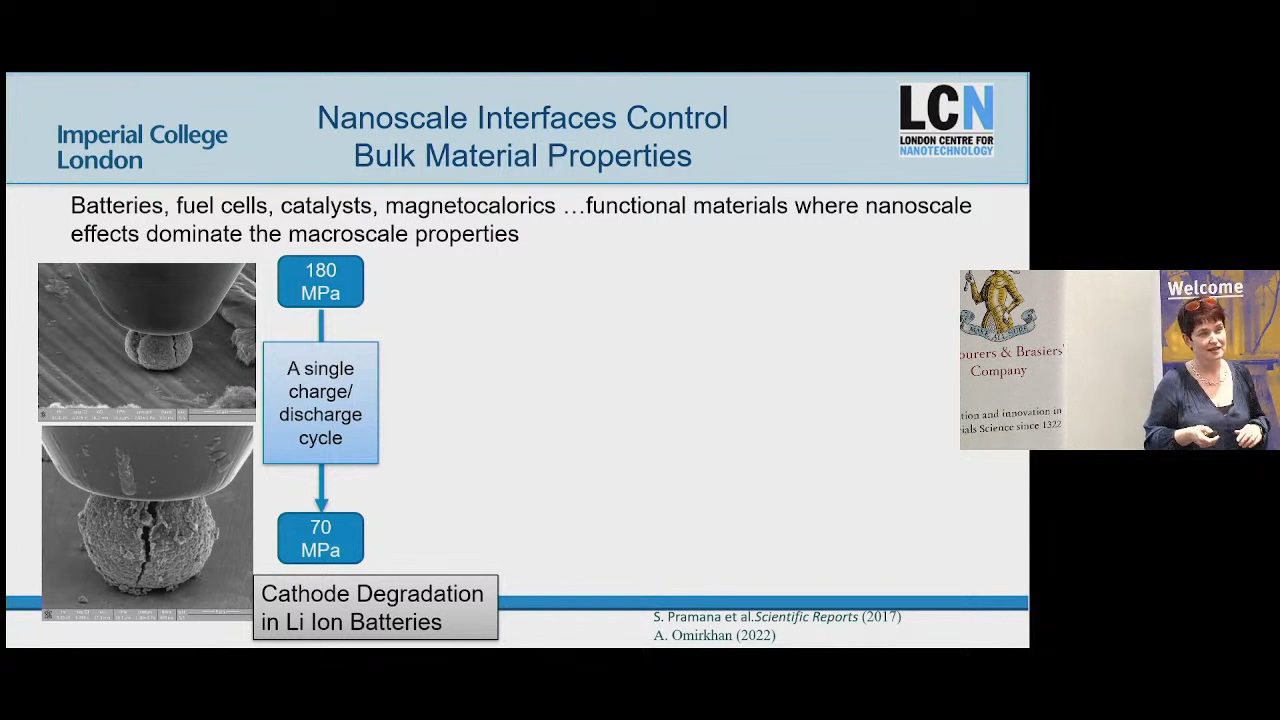 Imperial College
London
Nanoscale Interfaces Control
Bulk Material Properties
LCN
LONDON CENTRE FOR
NANOTECHNOLOGY
Batteries, fuel cells, catalysts, magnetocalorics …functional materials where nanoscale
effects dominate the macroscale properties
180
MPa
A single
charge/
discharge
cycle
70
MPa
Cathode Degradation
in Li Ion Batteries
S. Pramana et al.Scientific Reports (2017)
A. Omirkhan (2022)
Welcome
ourers & Brasiers'
Company
tion and innovation in
ials Science since 1322